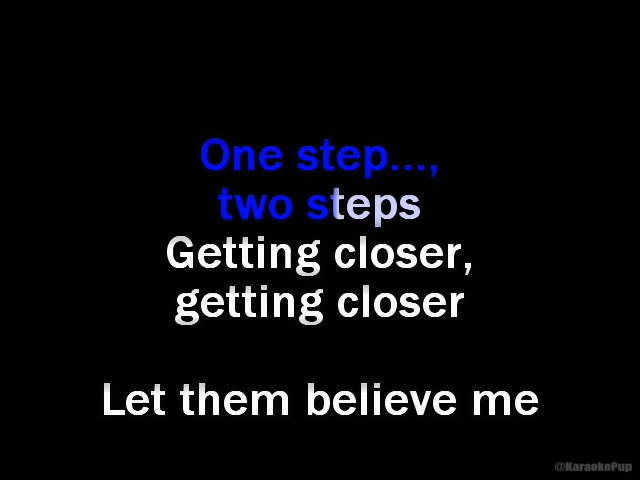 One step...,
two steps
Getting closer,
getting closer
Let them believe me
@KaraokePup